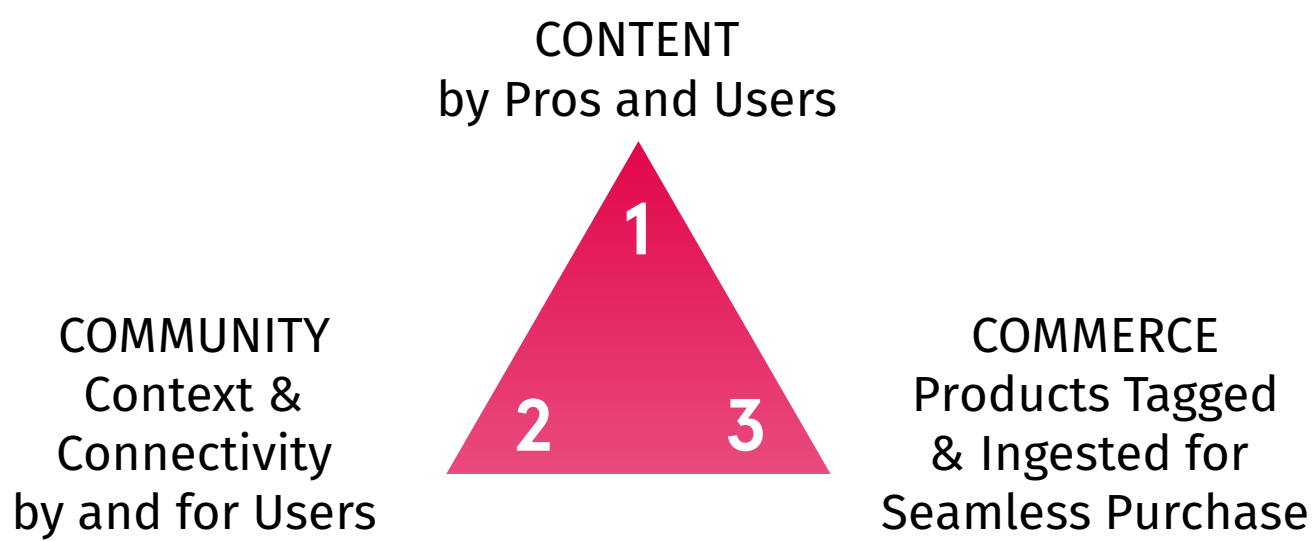 CONTENT
by Pros and Users
1
COMMUNITY
Context &
Connectivity
by and for Users
2
3
COMMERCE
Products Tagged
& Ingested for
Seamless Purchase